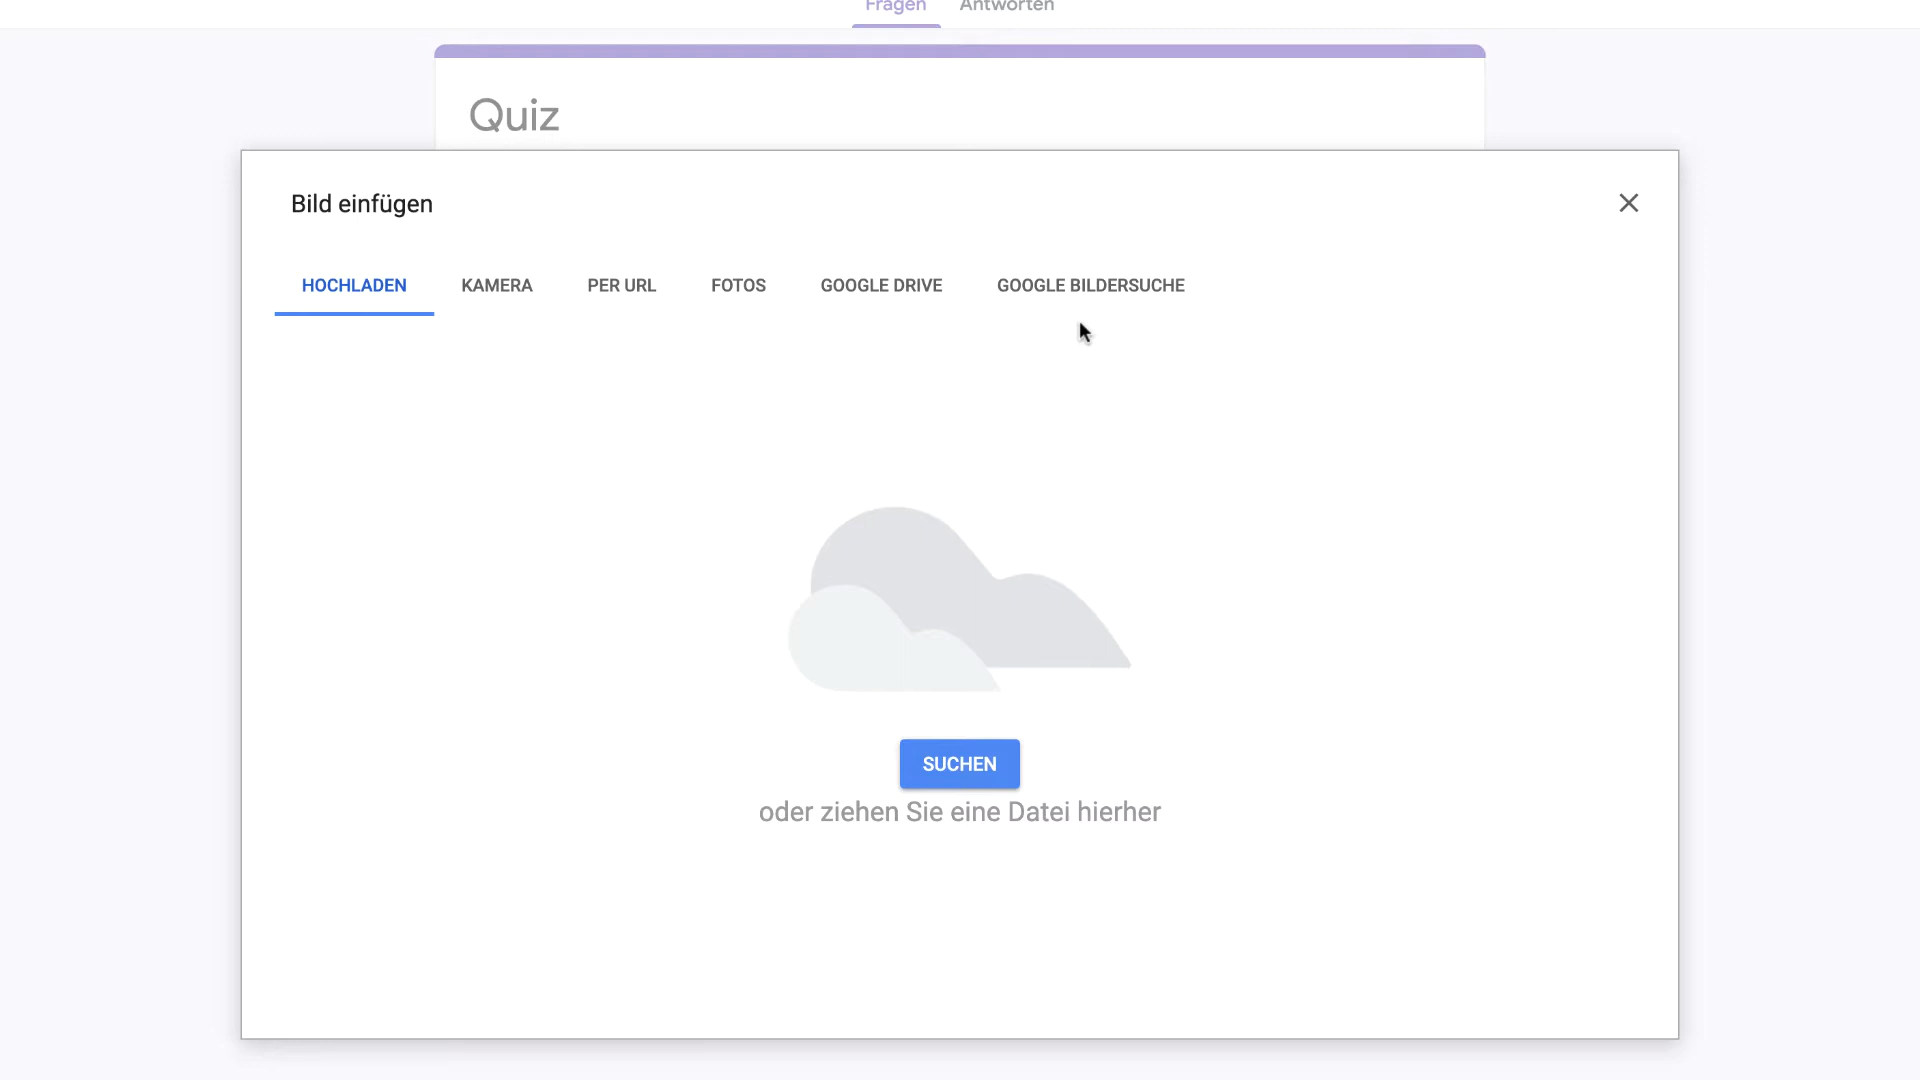 Fragen Antworten
Quiz
Bild einfügen
HOCHLADEN KAMERA PER URL FOTOS GOOGLE DRIVE GOOGLE BILDERSUCHE
SUCHEN
oder ziehen Sie eine Datei hierher